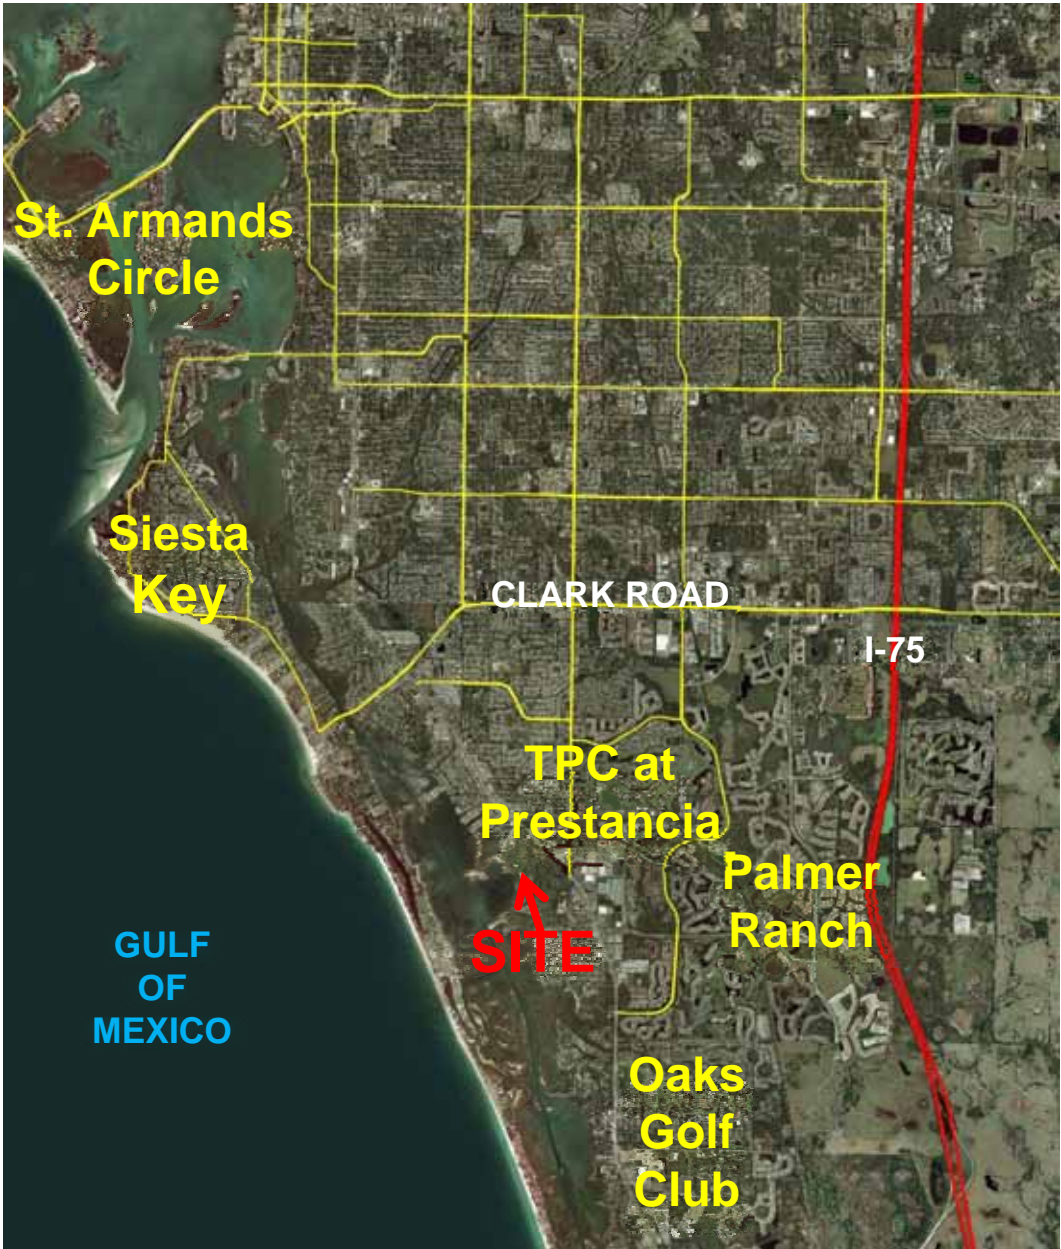 St. Armands
Circle
Siesta
Key
CLARK ROAD
I-75
TPC at
Prestancia
Palmer
Ranch
SITE
GULF
OF
MEXICO
Oaks
Golf
Club